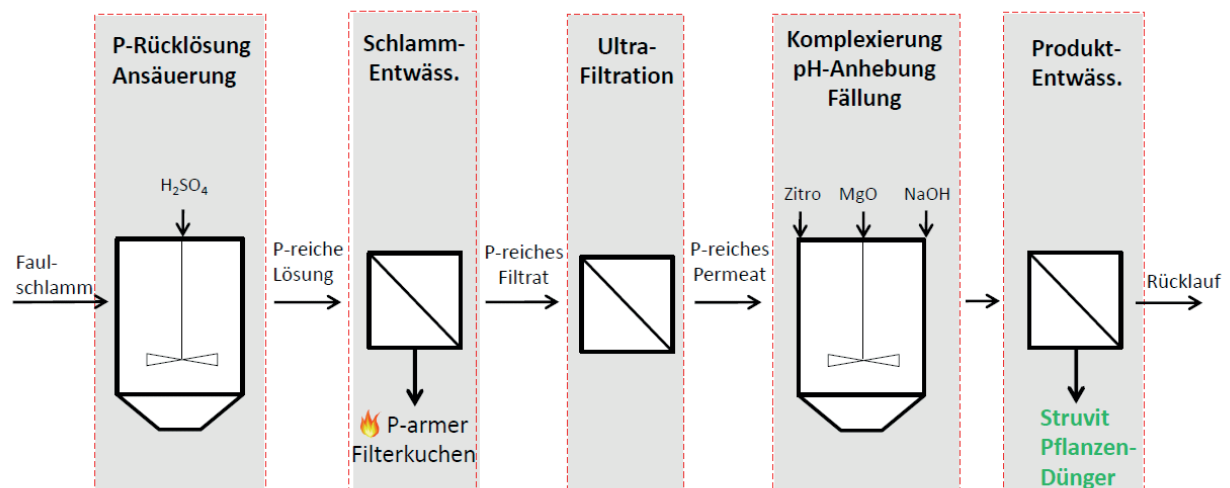 P-Rücklösung
Ansäuerung
Schlamm-
Entwäss.
Ultra-
Filtration
Komplexierung
pH-Anhebung
Fällung
Produkt-
Entwäss.
H₂SO₄
Zitro MgO NaOH
Faul-
schlamm
P-reiche
Lösung
P-reiches
Filtrat
P-reiches
Permeat
Rücklauf
P-armer
Filterkuchen
Struvit
Pflanzen-
Dünger